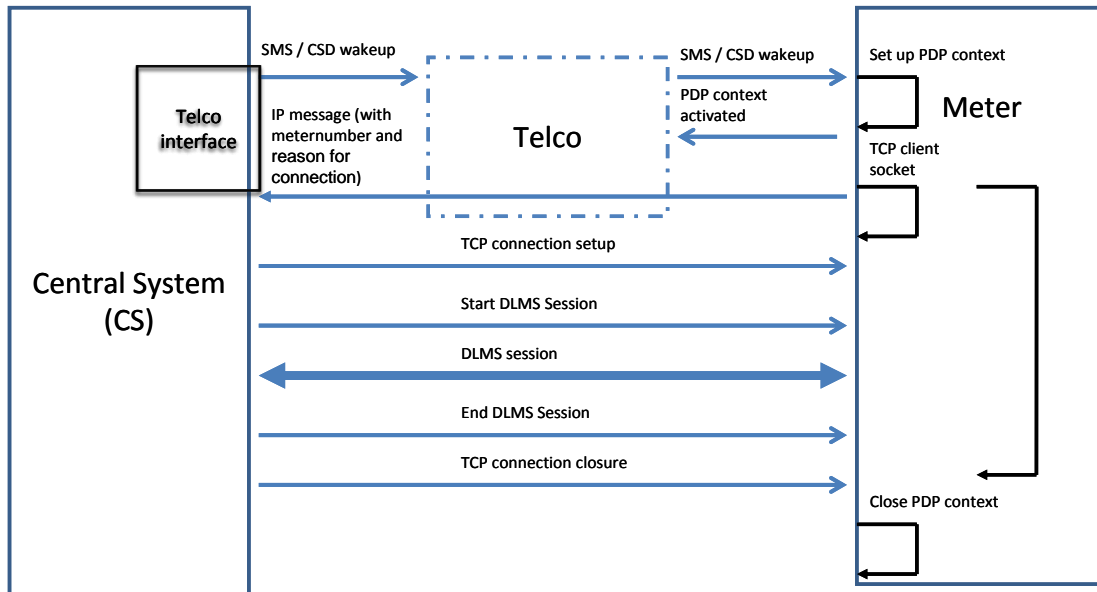 SMS / CSD wakeup
SMS / CSD wakeup
Set up PDP context
Telco
interface
IP message (with
meternumber and
reason for
connection)
Telco
PDP context
activated
Meter
TCP client
socket
TCP connection setup
Central System
(CS)
Start DLMS Session
DLMS session
End DLMS Session
TCP connection closure
Close PDP context